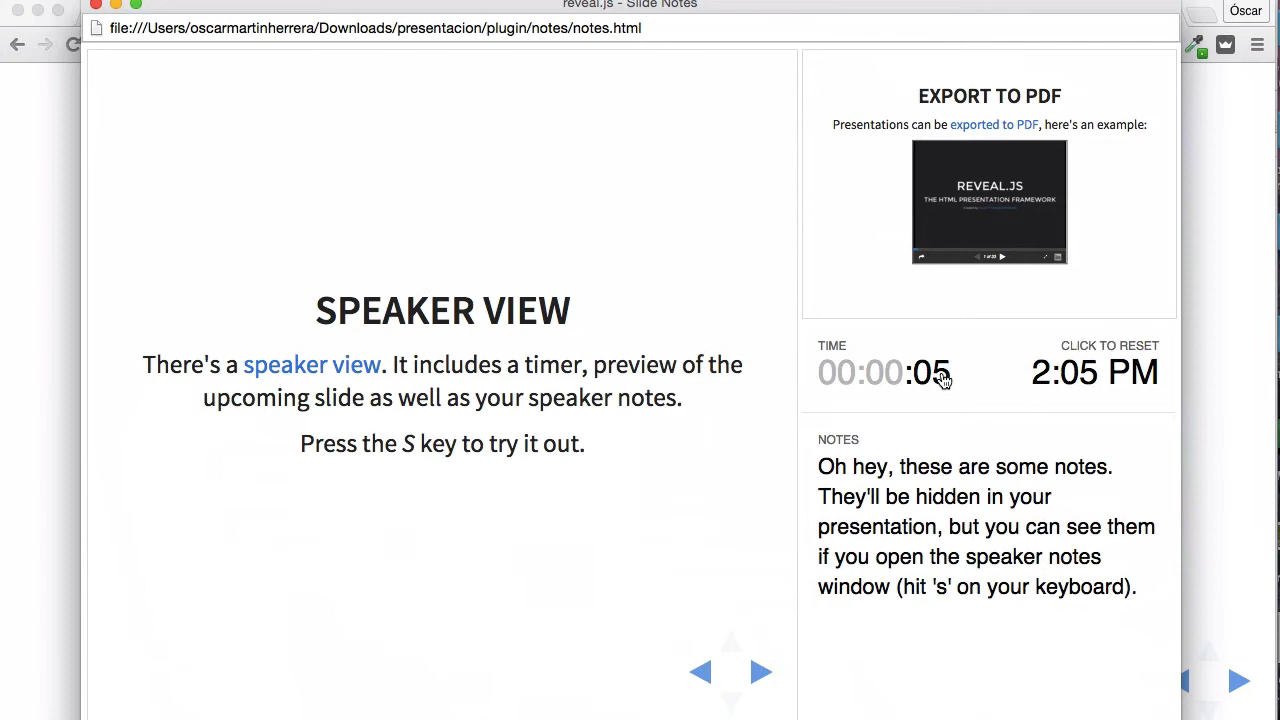 reveal.js - Slide Notes
Óscar
file:///Users/oscarmartinherrera/Downloads/presentacion/plugin/notes/notes.html
SPEAKER VIEW
There's a speaker view. It includes a timer, preview of the
upcoming slide as well as your speaker notes.
Press the S key to try it out.
EXPORT TO PDF
Presentations can be exported to PDF, here's an example:
REVEAL.JS
THE HTML PRESENTATION FRAMEWORK
TIME
CLICK TO RESET
00:00:05
2:05 PM
NOTES
Oh hey, these are some notes.
They'll be hidden in your
presentation, but you can see them
if you open the speaker notes
window (hit 's' on your keyboard).